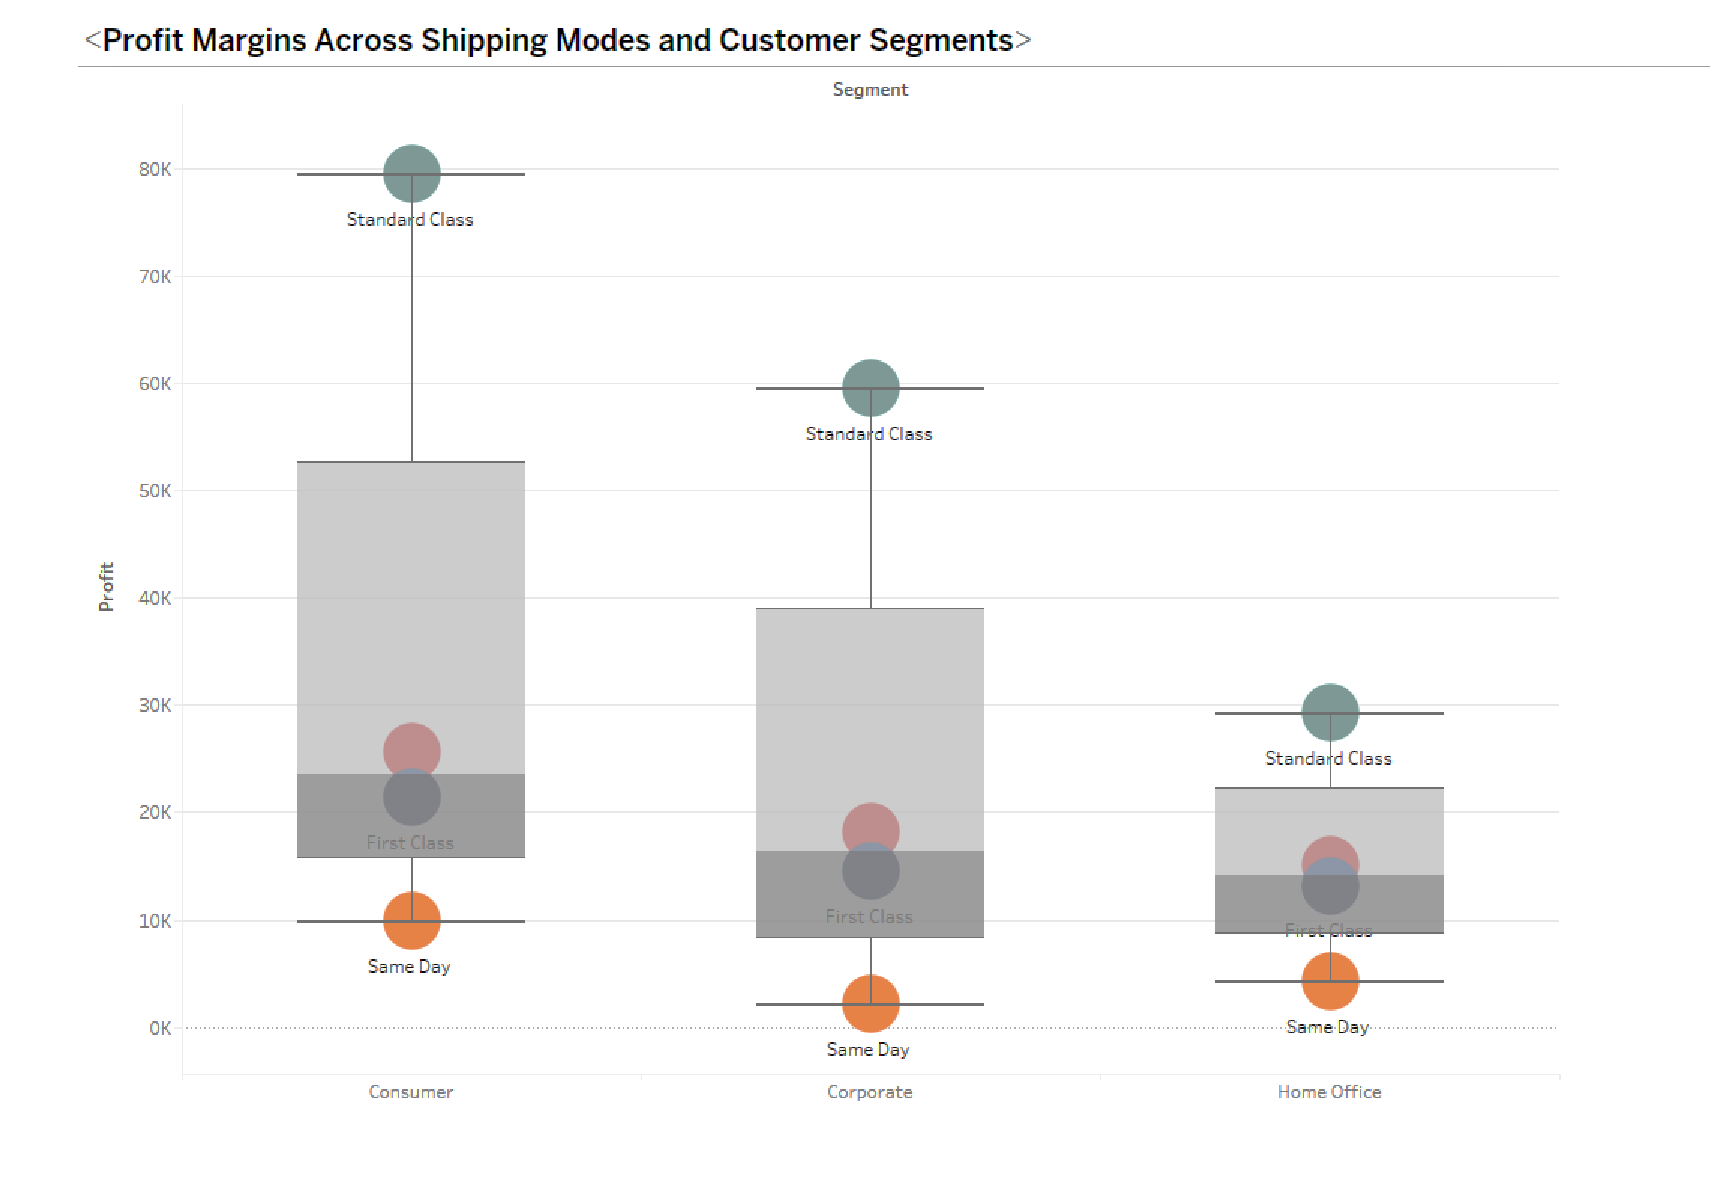 <Profit Margins Across Shipping Modes and Customer Segments>
Segment
80K
Standard Class
70K
60K
Standard Class
50K
Profit
40K
30K
Standard Class
20K
First Class
First Class
10K
First Class
Same Day
0K
Same Day
Same Day
Consumer
Corporate
Home Office